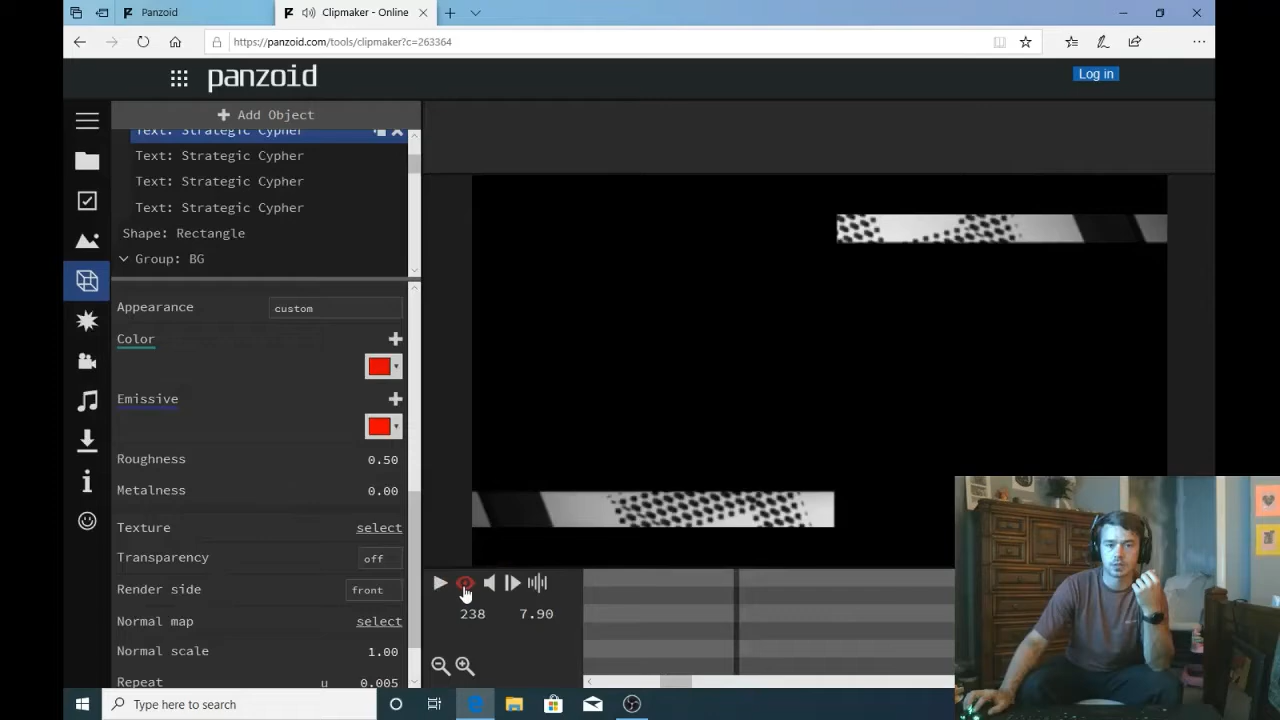 Panzoid
Clipmaker - Online
https://panzoid.com/tools/clipmaker?c=263364
panzoid
Log in
Add Object
Text: Strategic Cypher
Text: Strategic Cypher
Text: Strategic Cypher
Text: Strategic Cypher
Shape: Rectangle
Group: BG
Appearance custom
Color
Emissive
Roughness 0.50
Metalness 0.00
Texture select
Transparency off
Render side front
Normal map select
Normal scale 1.00
Repeat u 0.005
238 7.90
Type here to search